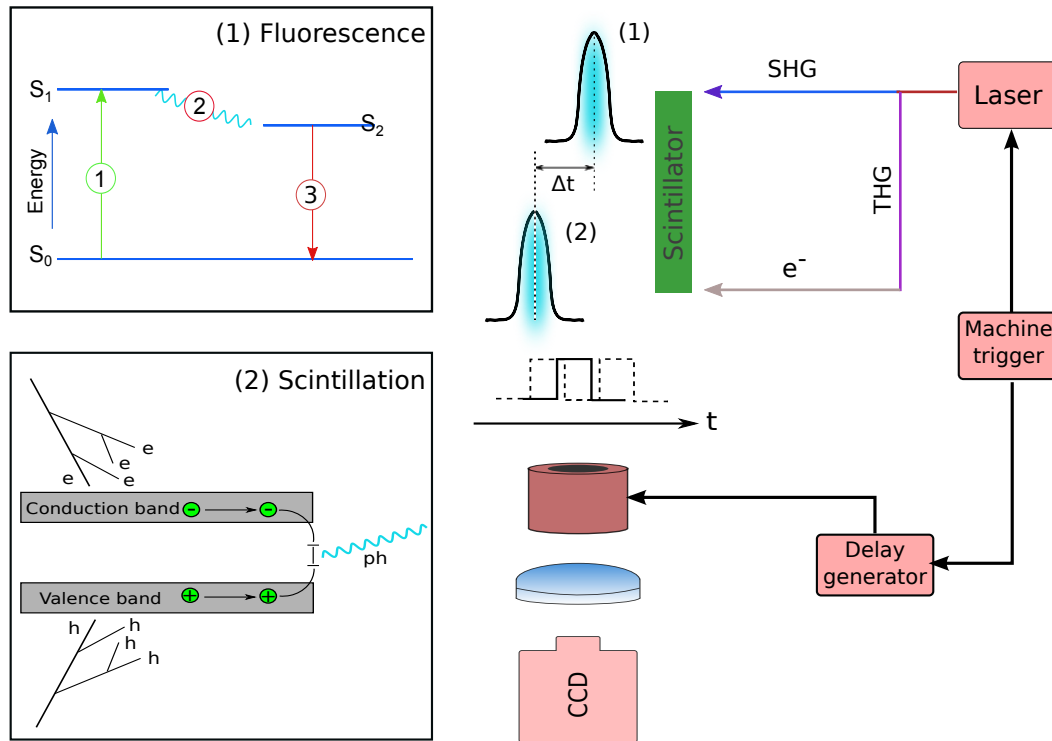 (1) Fluorescence
S₁
2
S₂
Energy
1
3
S₀
(2) Scintillation
e
e
e
e
Conduction band
-
-
ph
Valence band
+
+
h
h
h
h
(1)
Δt
(2)
t
SHG
Laser
Scintillator
THG
e⁻
Machine
trigger
Delay
generator
CCD